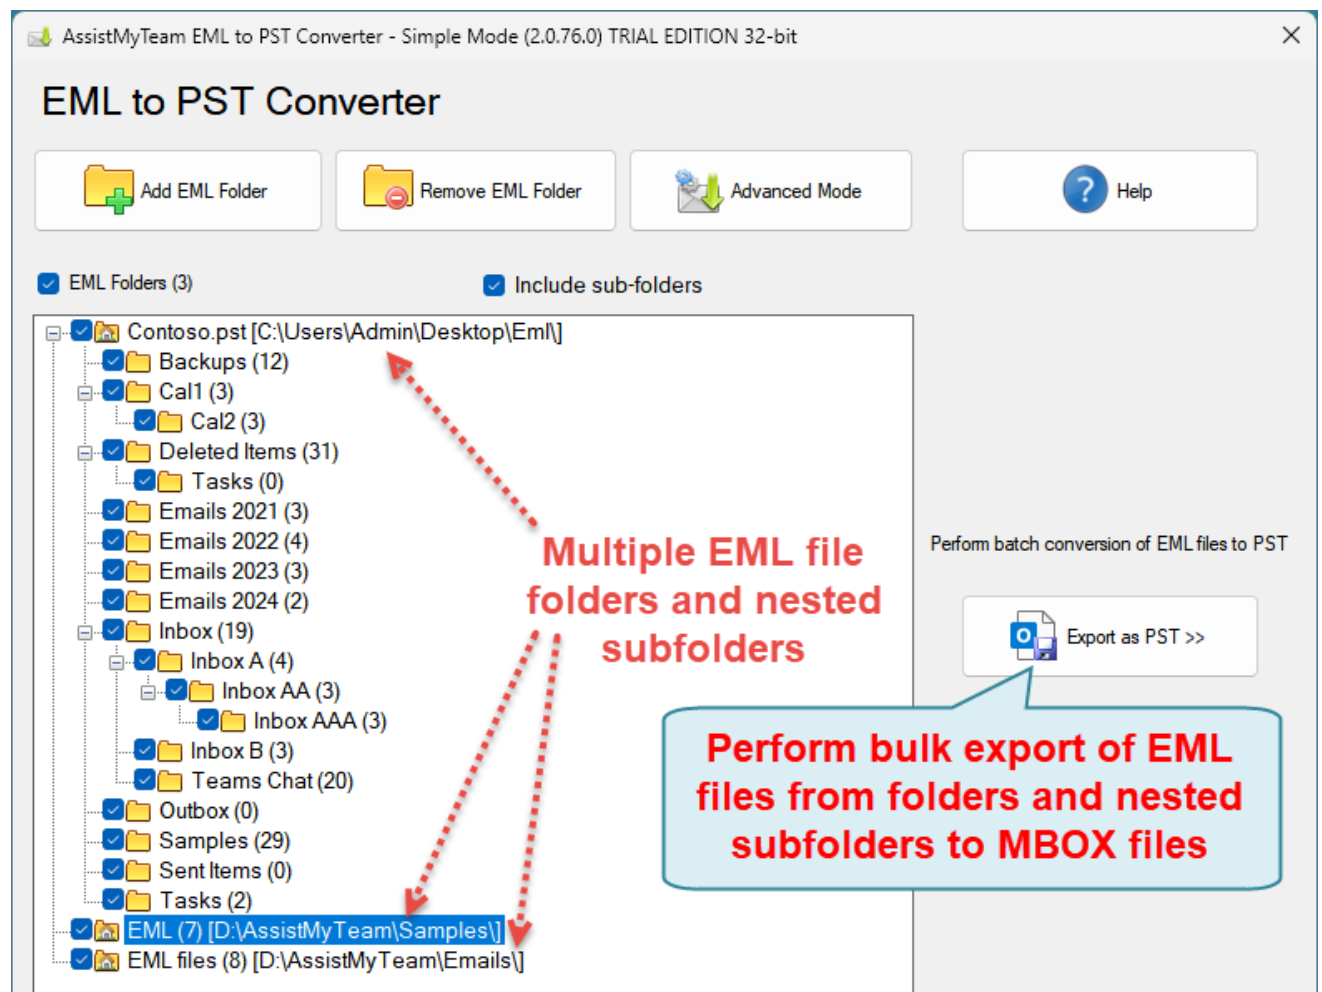 AssistMyTeam EML to PST Converter - Simple Mode (2.0.76.0) TRIAL EDITION 32-bit
EML to PST Converter
Add EML Folder
Remove EML Folder
Advanced Mode
Help
EML Folders (3)
Include sub-folders
Contoso.pst [C:\Users\Admin\Desktop\Eml\]
Backups (12)
Cal1 (3)
Cal2 (3)
Deleted Items (31)
Tasks (0)
Emails 2021 (3)
Emails 2022 (4)
Emails 2023 (3)
Emails 2024 (2)
Inbox (19)
Inbox A (4)
Inbox AA (3)
Inbox AAA (3)
Inbox B (3)
Teams Chat (20)
Outbox (0)
Samples (29)
Sent Items (0)
Tasks (2)
EML (7) [D:\AssistMyTeam\Samples\]
EML files (8) [D:\AssistMyTeam\Emails\]
Multiple EML file
folders and nested
subfolders
Perform batch conversion of EML files to PST
Export as PST >>
Perform bulk export of EML
files from folders and nested
subfolders to MBOX files